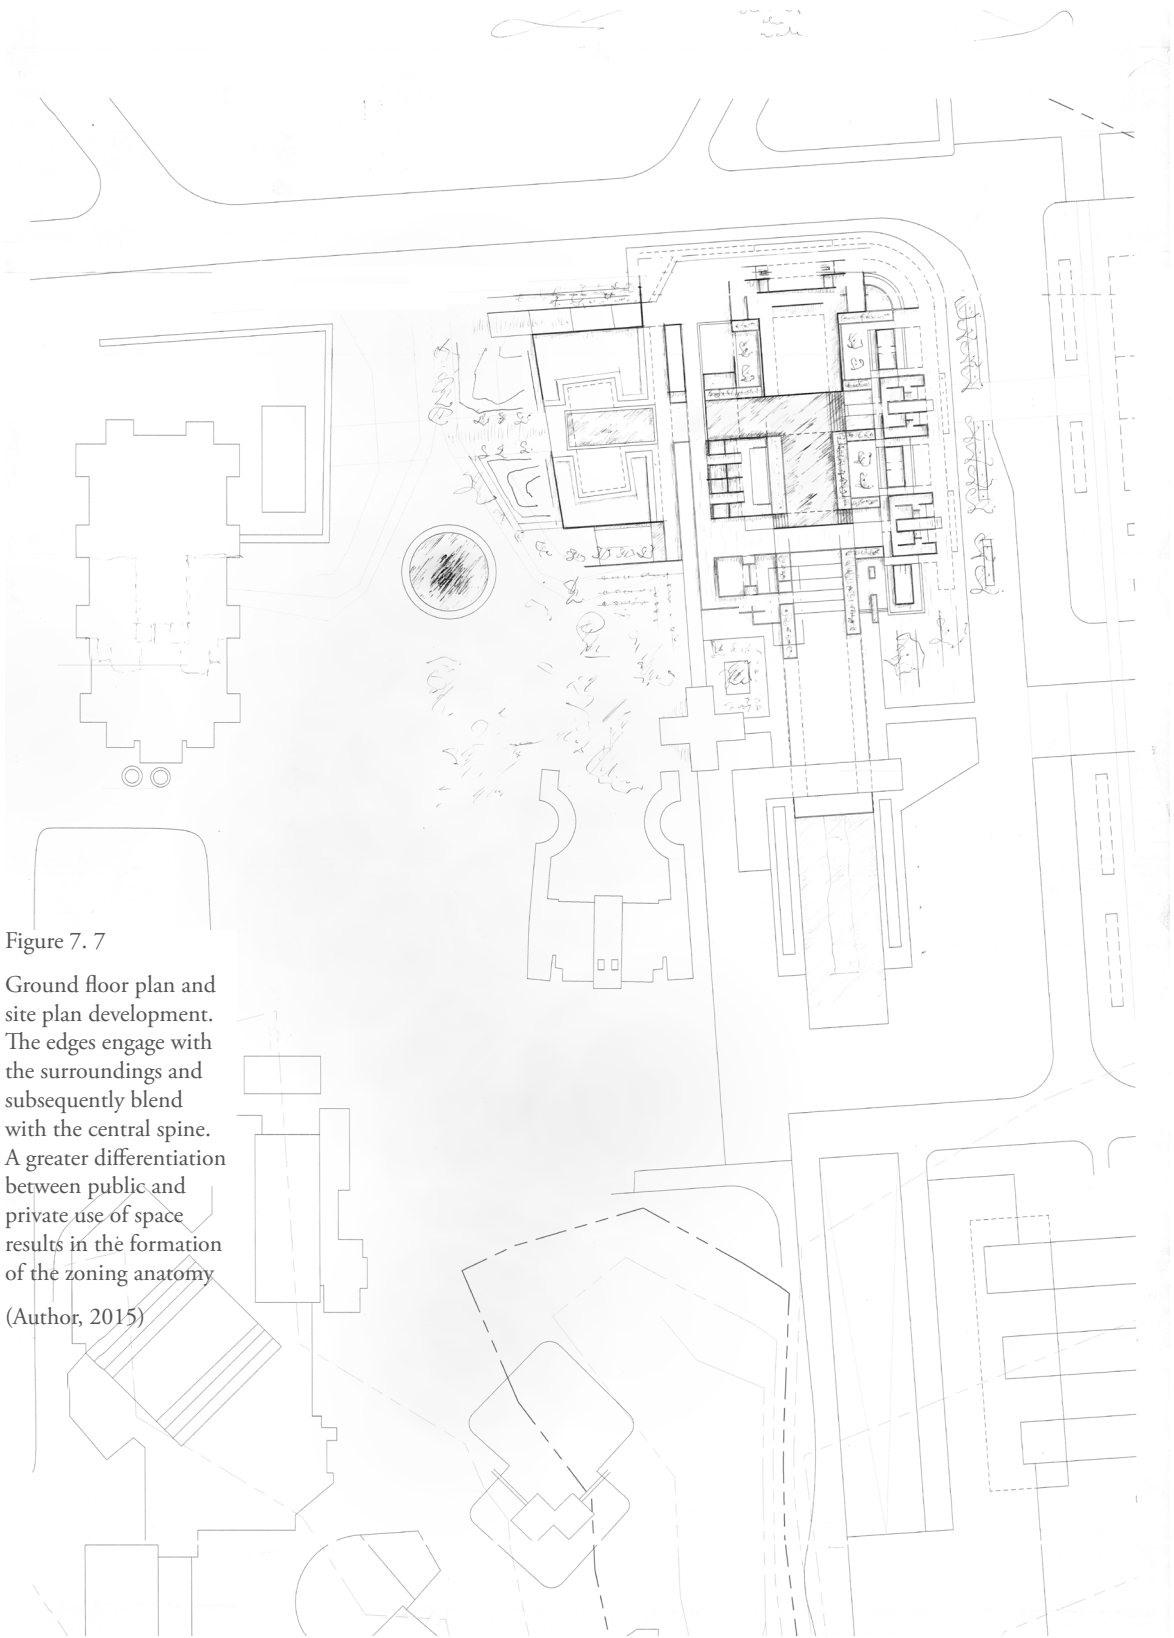 Figure 7. 7
Ground floor plan and
site plan development.
The edges engage with
the surroundings and
subsequently blend
with the central spine.
A greater differentiation
between public and
private use of space
results in the formation
of the zoning anatomy
(Author, 2015)